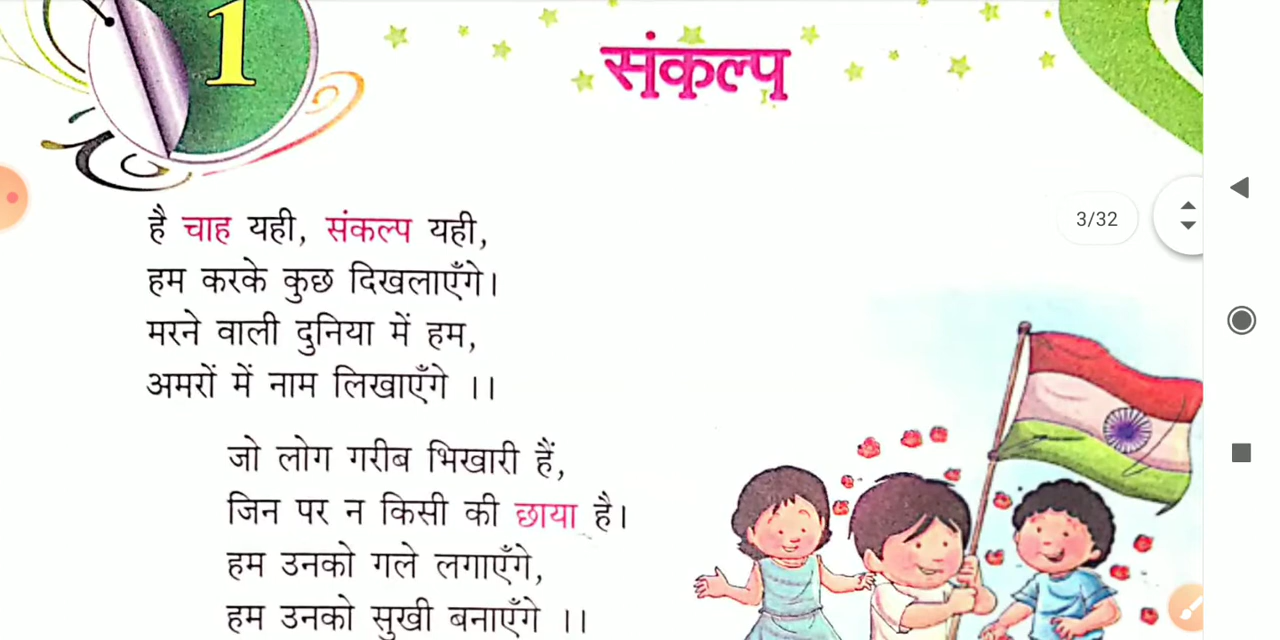 1
संकल्प
है चाह यही, संकल्प यही,
हम करके कुछ दिखलाएँगे।
मरने वाली दुनिया में हम,
अमरों में नाम लिखाएँगे ।।
3/32
जो लोग गरीब भिखारी हैं,
जिन पर न किसी की छाया है।
हम उनको गले लगाएँगे,
हम उनको सुखी बनाएँगे ।।